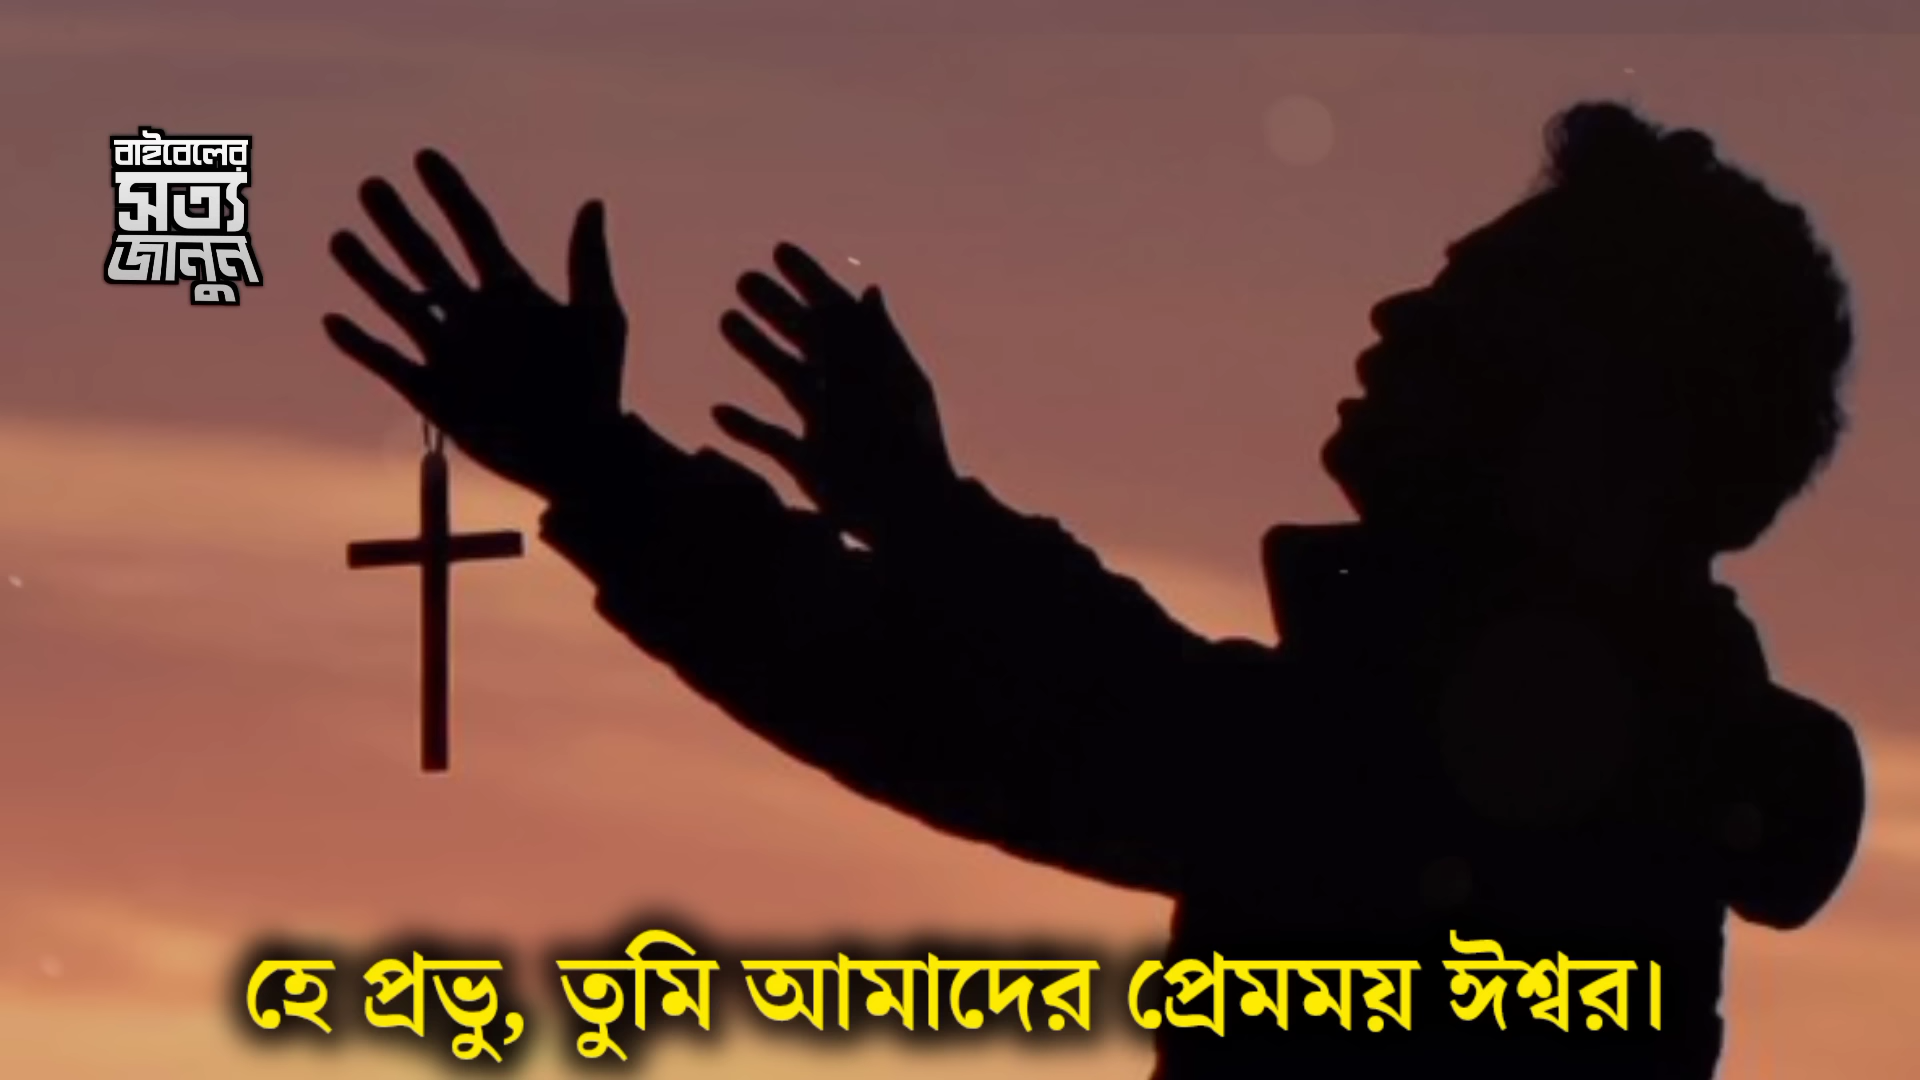 বাইবেলের
সত্য
জানুন
হে প্রভু, তুমি আমাদের প্রেমময় ঈশ্বর।